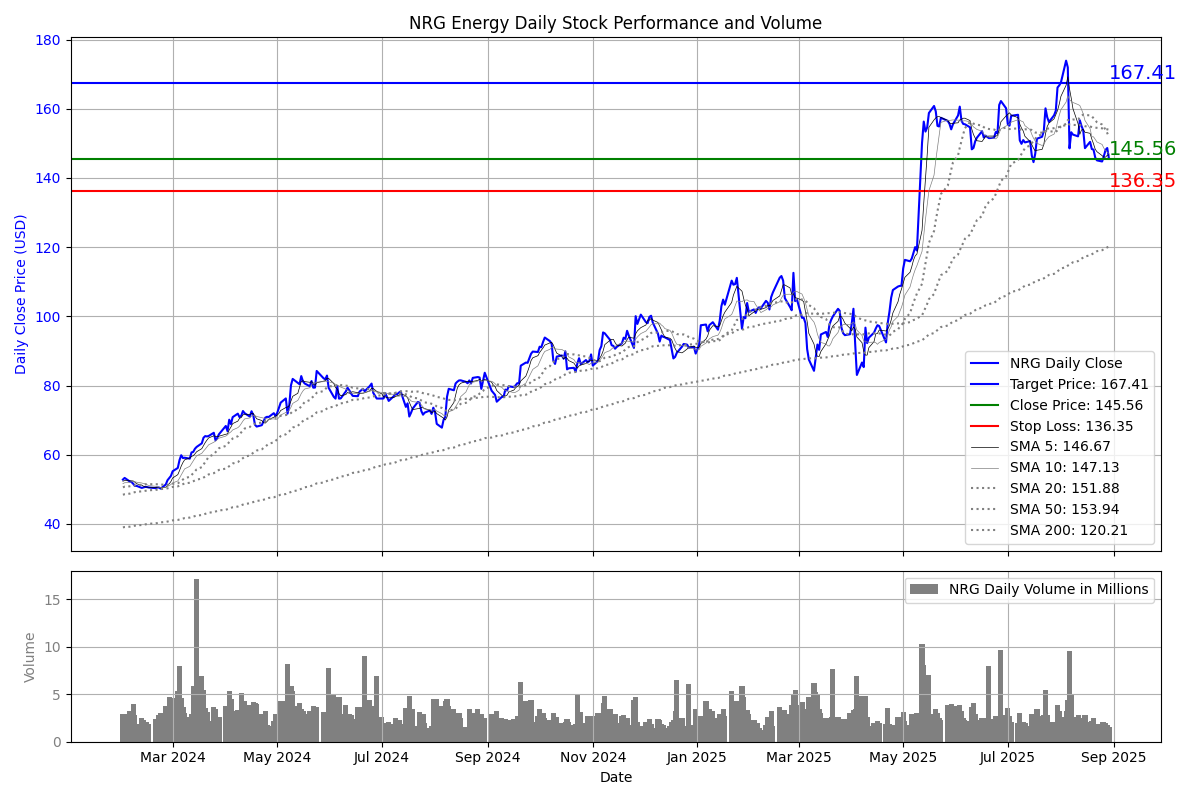 NRG Energy Daily Stock Performance and Volume
180
160
140
120
100
80
60
40
Daily Close Price (USD)
167.41
145.56
136.35
NRG Daily Close
Target Price: 167.41
Close Price: 145.56
Stop Loss: 136.35
SMA 5: 146.67
SMA 10: 147.13
SMA 20: 151.88
SMA 50: 153.94
SMA 200: 120.21
15
10
5
0
Volume
NRG Daily Volume in Millions
Mar 2024
May 2024
Jul 2024
Sep 2024
Nov 2024
Jan 2025
Mar 2025
May 2025
Jul 2025
Sep 2025
Date